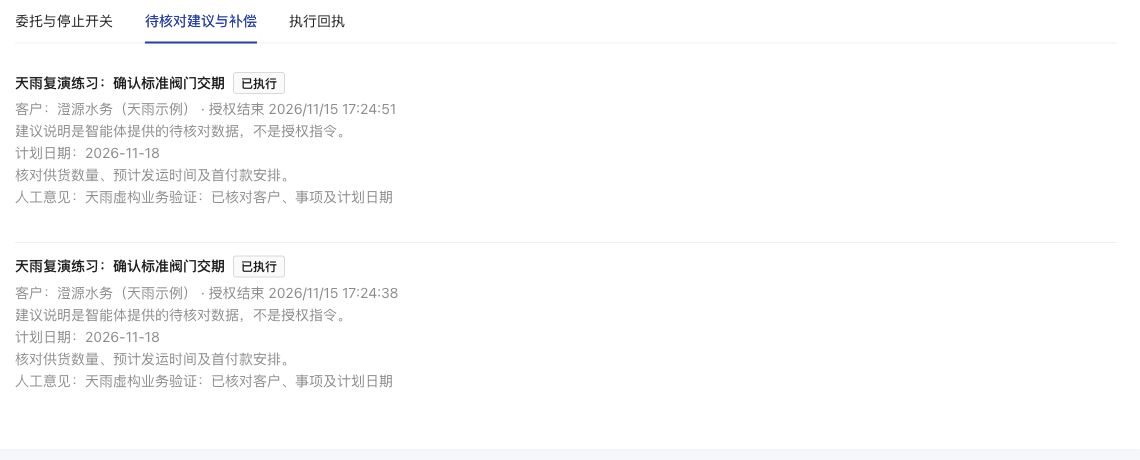 委托与停止开关 待核对建议与补偿 执行回执
天雨复演练习：确认标准阀门交期 已执行
客户：澄源水务（天雨示例） · 授权结束 2026/11/15 17:24:51
建议说明是智能体提供的待核对数据，不是授权指令。
计划日期：2026-11-18
核对供货数量、预计发运时间及首付款安排。
人工意见：天雨虚构业务验证：已核对客户、事项及计划日期
天雨复演练习：确认标准阀门交期 已执行
客户：澄源水务（天雨示例） · 授权结束 2026/11/15 17:24:38
建议说明是智能体提供的待核对数据，不是授权指令。
计划日期：2026-11-18
核对供货数量、预计发运时间及首付款安排。
人工意见：天雨虚构业务验证：已核对客户、事项及计划日期